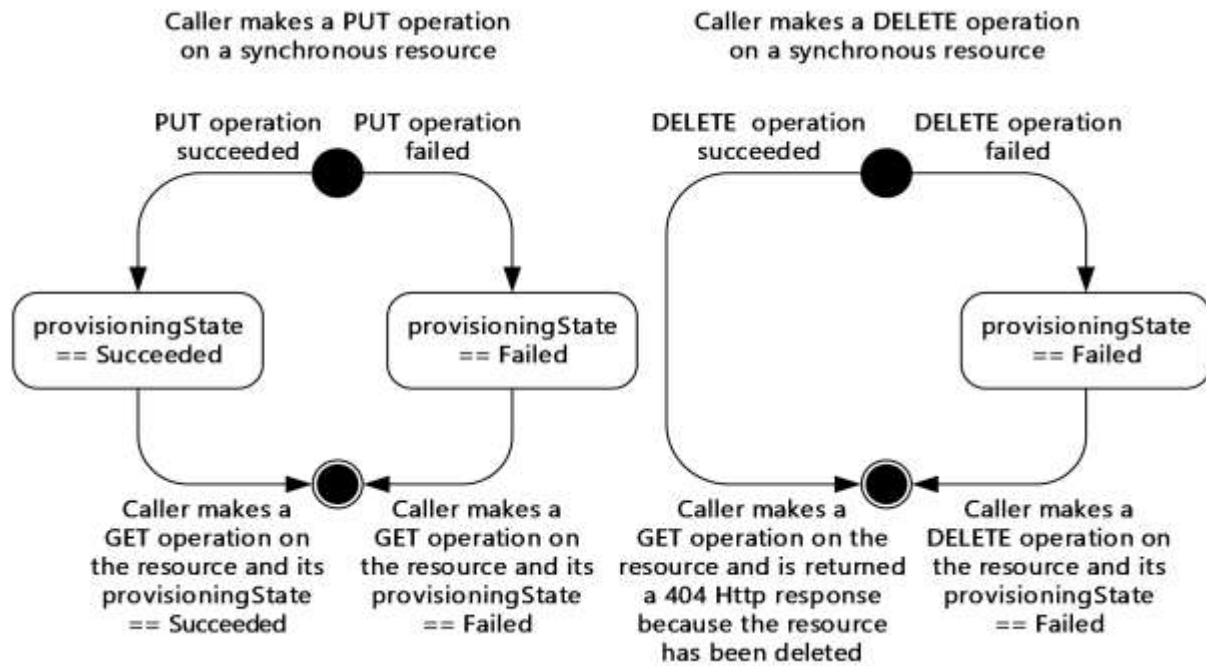 Caller makes a PUT operation
on a synchronous resource
PUT operation
succeeded
PUT operation
failed
provisioningState
== Succeeded
provisioningState
== Failed
Caller makes a
GET operation on
the resource and its
provisioningState
== Succeeded
Caller makes a
GET operation on
the resource and its
provisioningState
== Failed
Caller makes a DELETE operation
on a synchronous resource
DELETE operation
succeeded
DELETE operation
failed
provisioningState
== Failed
Caller makes a
GET operation on the
resource and is returned
a 404 Http response
because the resource
has been deleted
Caller makes a
DELETE operation on
the resource and its
provisioningState
== Failed